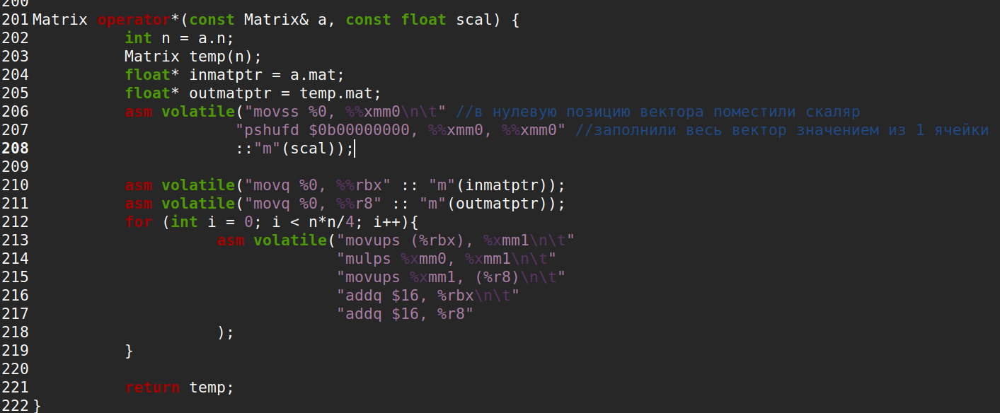 200
201 Matrix operator*(const Matrix& a, const float scal) {
202 int n = a.n;
203 Matrix temp(n);
204 float* inmatptr = a.mat;
205 float* outmatptr = temp.mat;
206 asm volatile("movss %0, %%xmm0\n\t" //в нулевую позицию вектора поместили скаляр
207 "pshufd $0b00000000, %%xmm0, %%xmm0" //заполнили весь вектор значением из 1 ячейки
208 ::"m"(scal));
209
210 asm volatile("movq %0, %%rbx" :: "m"(inmatptr));
211 asm volatile("movq %0, %%r8" :: "m"(outmatptr));
212 for (int i = 0; i < n*n/4; i++){
213 asm volatile("movups (%rbx), %xmm1\n\t"
214 "mulps %xmm0, %xmm1\n\t"
215 "movups %xmm1, (%r8)\n\t"
216 "addq $16, %rbx\n\t"
217 "addq $16, %r8"
218 );
219 }
220
221 return temp;
222 }